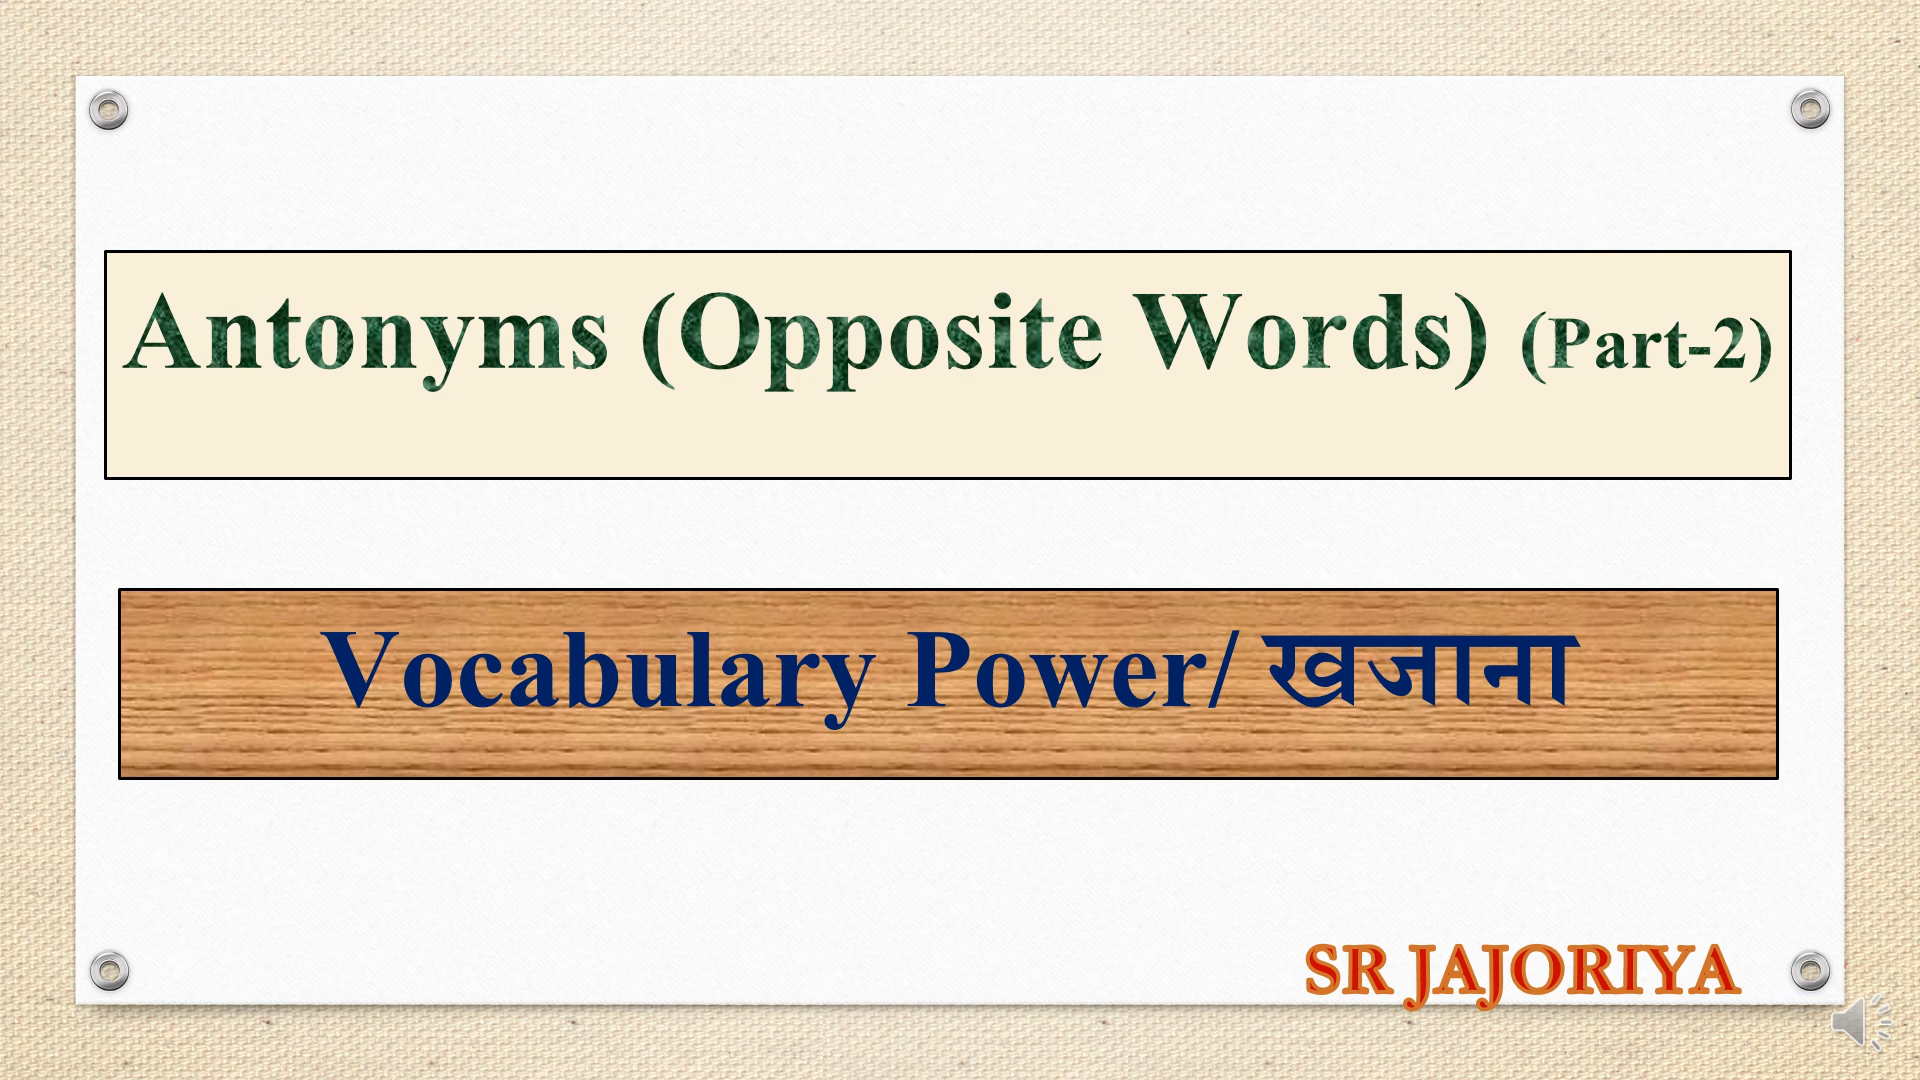 Antonyms (Opposite Words) (Part-2)
Vocabulary Power/ खजाना
SR JAJORIYA